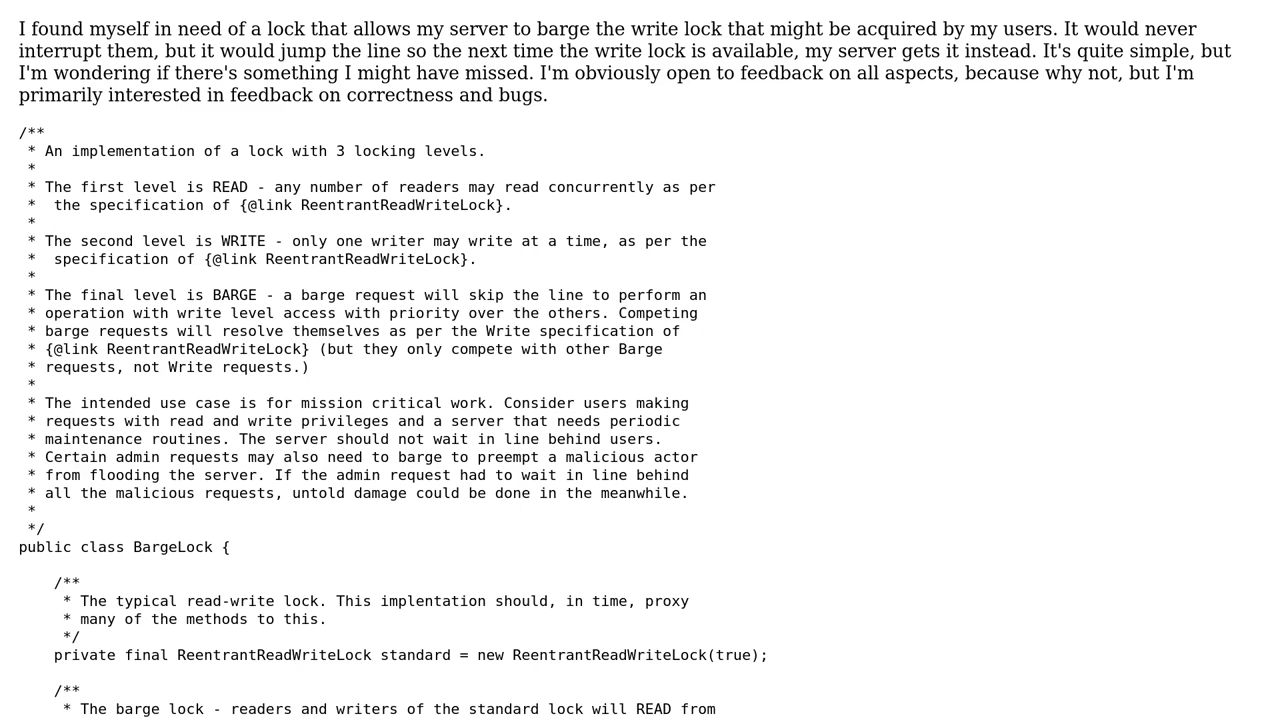 I found myself in need of a lock that allows my server to barge the write lock that might be acquired by my users. It would never
interrupt them, but it would jump the line so the next time the write lock is available, my server gets it instead. It's quite simple, but
I'm wondering if there's something I might have missed. I'm obviously open to feedback on all aspects, because why not, but I'm
primarily interested in feedback on correctness and bugs.
/**
 * An implementation of a lock with 3 locking levels.
 *
 * The first level is READ - any number of readers may read concurrently as per
 *  the specification of {@link ReentrantReadWriteLock}.
 *
 * The second level is WRITE - only one writer may write at a time, as per the
 *  specification of {@link ReentrantReadWriteLock}.
 *
 * The final level is BARGE - a barge request will skip the line to perform an
 * operation with write level access with priority over the others. Competing
 * barge requests will resolve themselves as per the Write specification of
 * {@link ReentrantReadWriteLock} (but they only compete with other Barge
 * requests, not Write requests.)
 *
 * The intended use case is for mission critical work. Consider users making
 * requests with read and write privileges and a server that needs periodic
 * maintenance routines. The server should not wait in line behind users.
 * Certain admin requests may also need to barge to preempt a malicious actor
 * from flooding the server. If the admin request had to wait in line behind
 * all the malicious requests, untold damage could be done in the meanwhile.
 *
 */
public class BargeLock {

    /**
     * The typical read-write lock. This implentation should, in time, proxy
     * many of the methods to this.
     */
    private final ReentrantReadWriteLock standard = new ReentrantReadWriteLock(true);

    /**
     * The barge lock - readers and writers of the standard lock will READ from